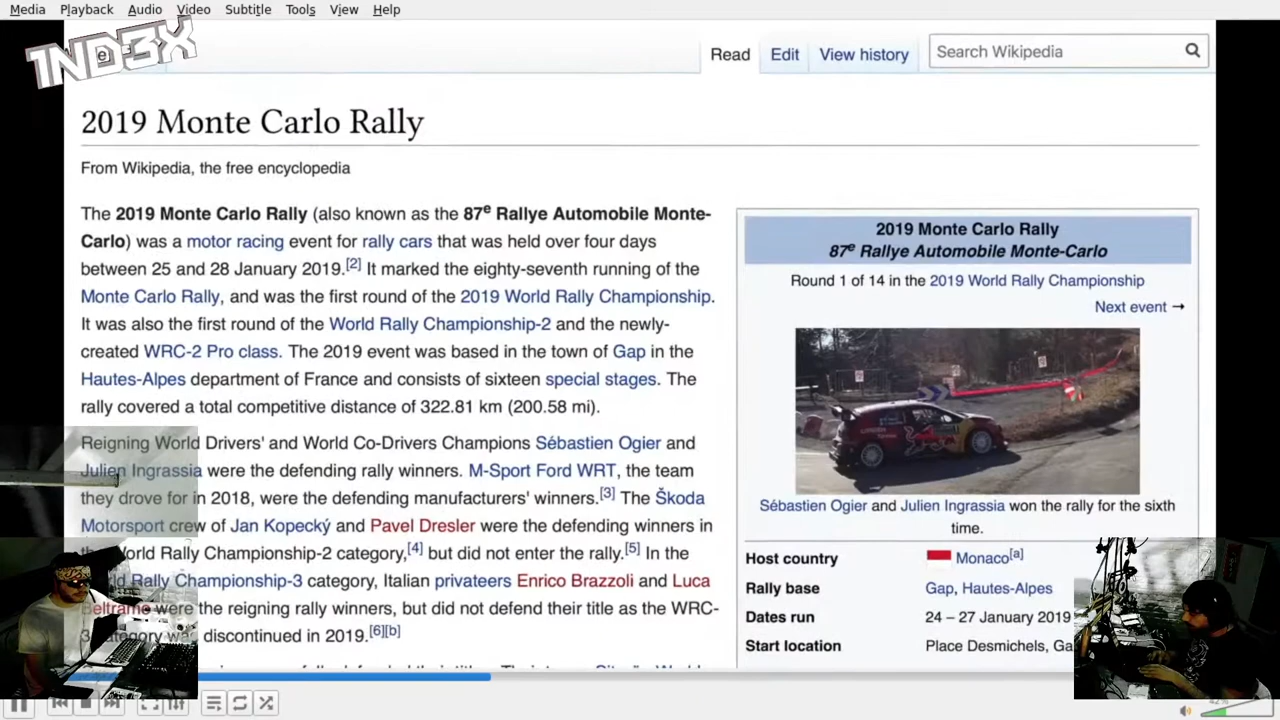 Media Playback Audio Video Subtitle Tools View Help
1ND3X
Read Edit View history Search Wikipedia
2019 Monte Carlo Rally
From Wikipedia, the free encyclopedia
The 2019 Monte Carlo Rally (also known as the 87e Rallye Automobile Monte-
Carlo) was a motor racing event for rally cars that was held over four days
between 25 and 28 January 2019.[2] It marked the eighty-seventh running of the
Monte Carlo Rally, and was the first round of the 2019 World Rally Championship.
It was also the first round of the World Rally Championship-2 and the newly-
created WRC-2 Pro class. The 2019 event was based in the town of Gap in the
Hautes-Alpes department of France and consists of sixteen special stages. The
rally covered a total competitive distance of 322.81 km (200.58 mi).
Reigning World Drivers' and World Co-Drivers Champions Sébastien Ogier and
Julien Ingrassia were the defending rally winners. M-Sport Ford WRT, the team
they drove for in 2018, were the defending manufacturers' winners.[3] The Škoda
Motorsport crew of Jan Kopecký and Pavel Dresler were the defending winners in
the World Rally Championship-2 category,[4] but did not enter the rally.[5] In the
World Rally Championship-3 category, Italian privateers Enrico Brazzoli and Luca
Beltrame were the reigning rally winners, but did not defend their title as the WRC-
3 category was discontinued in 2019.[6][b]
2019 Monte Carlo Rally
87e Rallye Automobile Monte-Carlo
Round 1 of 14 in the 2019 World Rally Championship
Next event →
Sébastien Ogier and Julien Ingrassia won the rally for the sixth
time.
Host country Monaco[a]
Rally base Gap, Hautes-Alpes
Dates run 24 – 27 January 2019
Start location Place Desmichels, Ga
42%